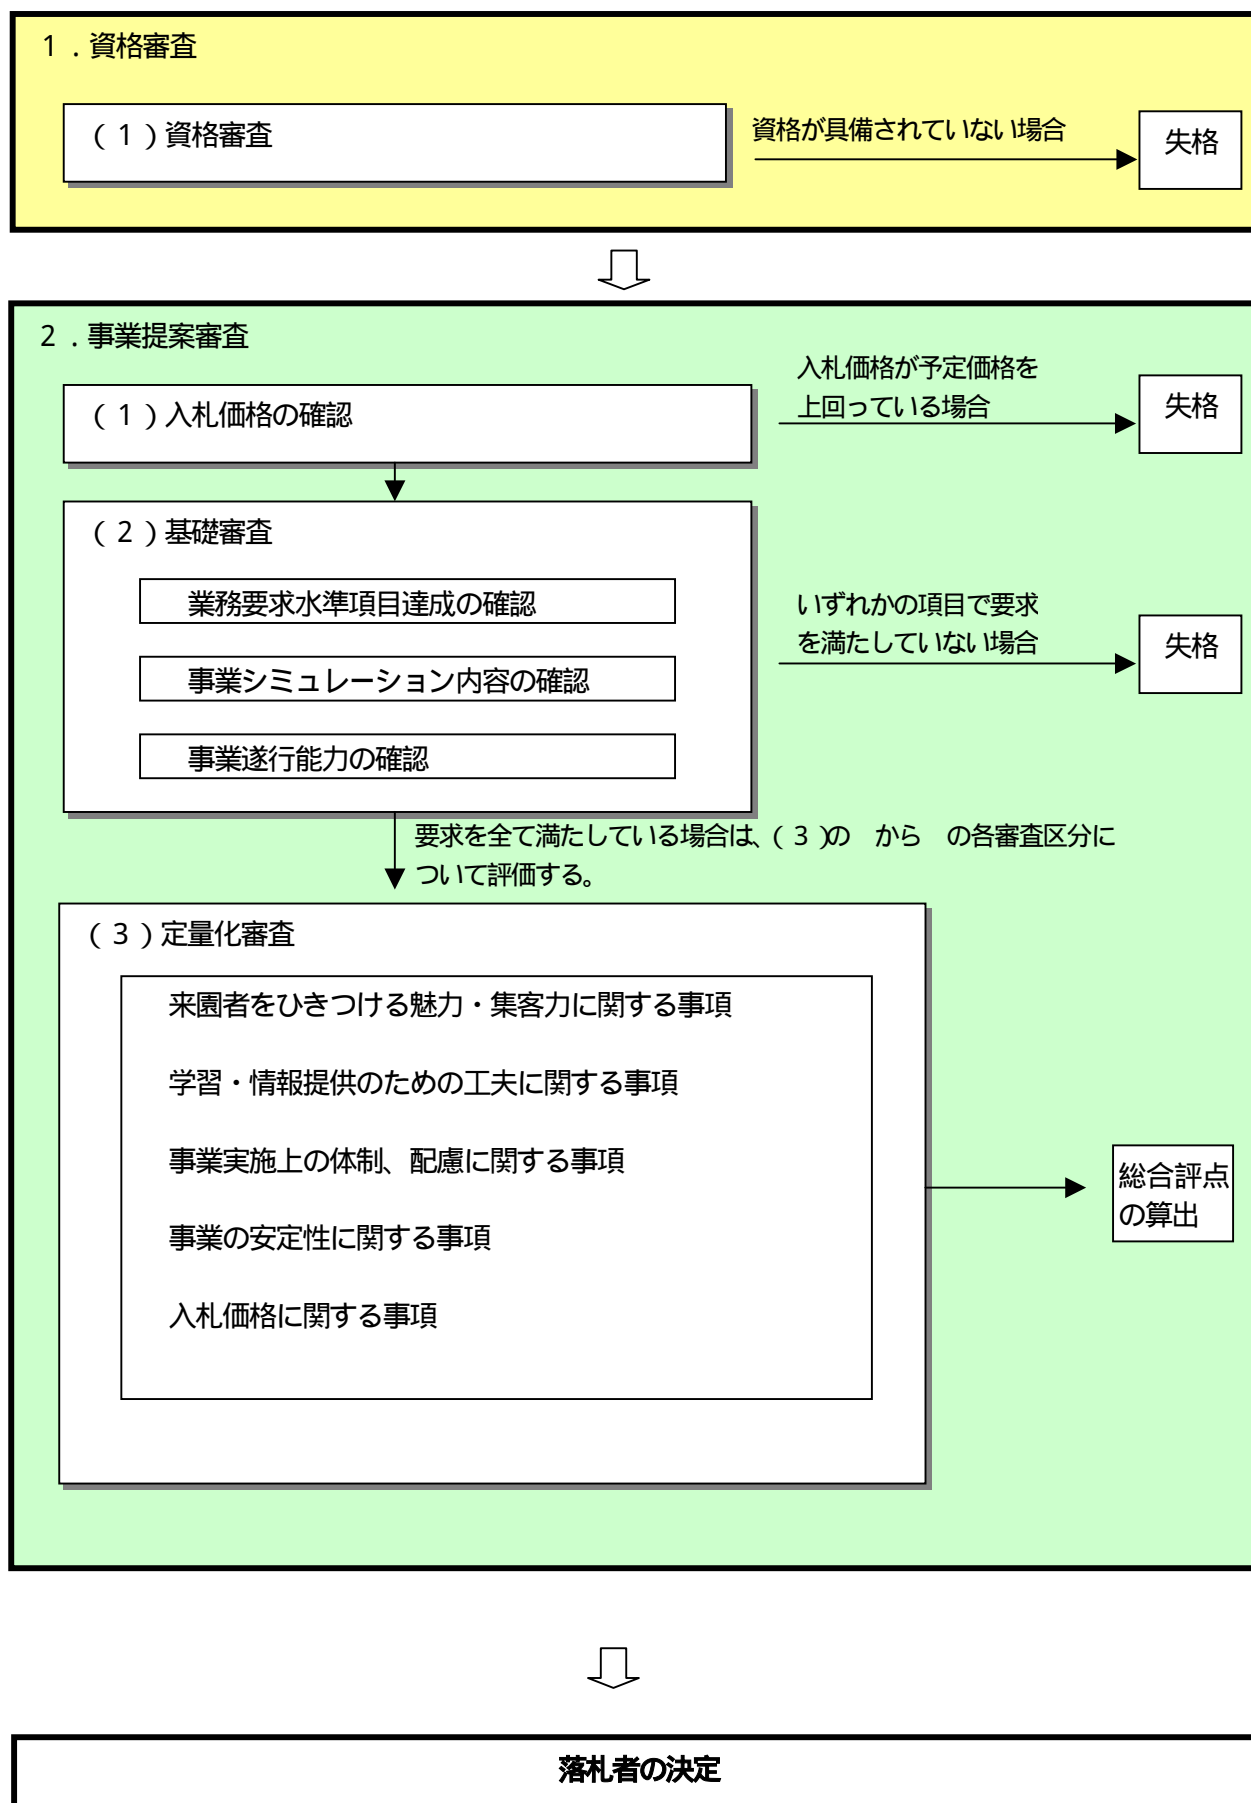 1．資格審査
（1）資格審査
資格が具備されていない場合
失格
2．事業提案審査
（1）入札価格の確認
入札価格が予定価格を
上回っている場合
失格
（2）基礎審査
業務要求水準項目達成の確認
事業シミュレーション内容の確認
事業遂行能力の確認
いずれかの項目で要求
を満たしていない場合
失格
要求を全て満たしている場合は、（3）の　から　の各審査区分に
ついて評価する。
（3）定量化審査
来園者をひきつける魅力・集客力に関する事項
学習・情報提供のための工夫に関する事項
事業実施上の体制、配慮に関する事項
事業の安定性に関する事項
入札価格に関する事項
総合評点
の算出
落札者の決定